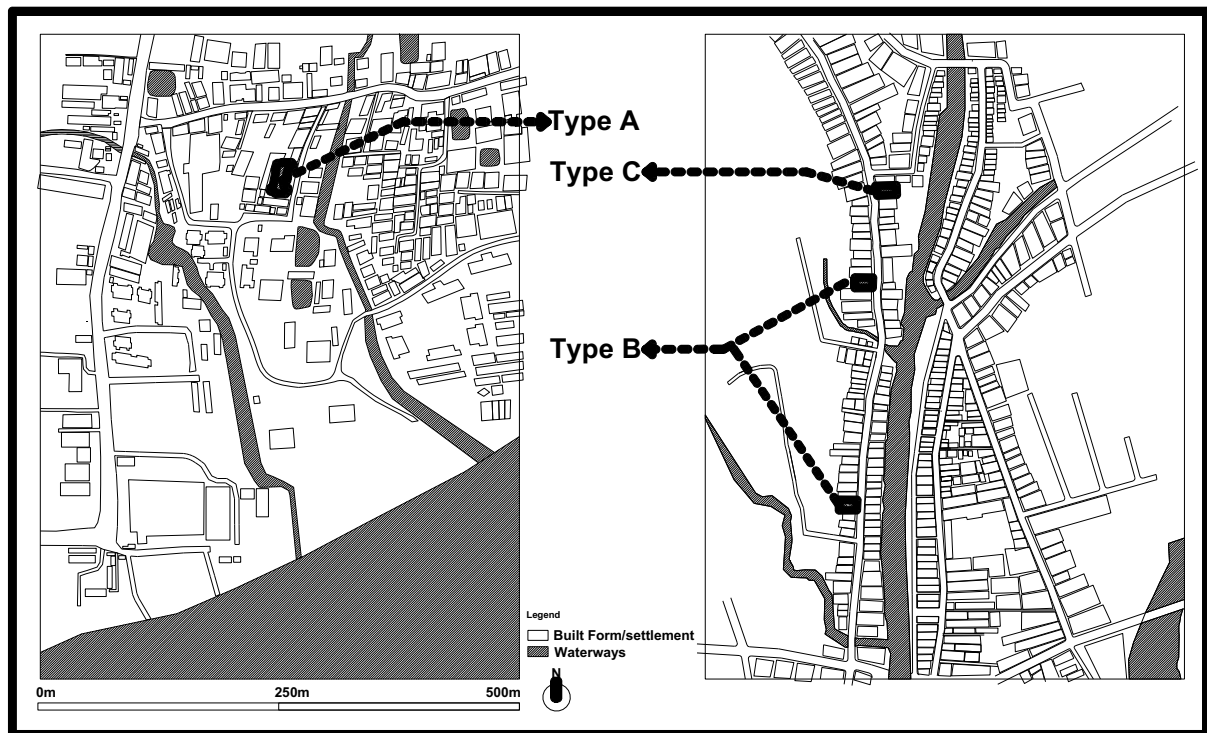 Type A
Type C
Type B
Legend
Built Form/settlement
Waterways
N
0m 250m 500m